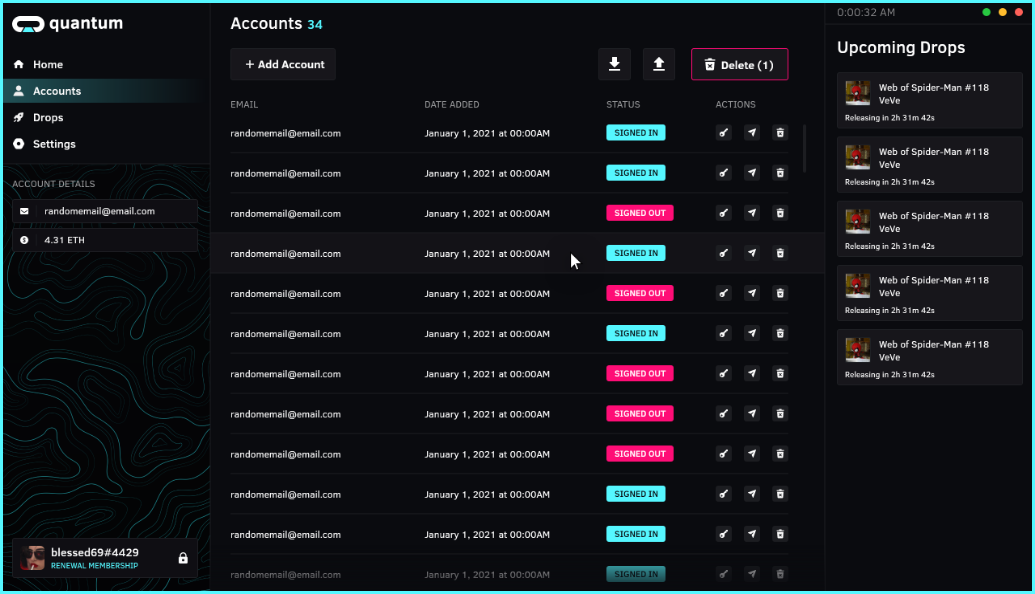 quantum
Home
Accounts
Drops
Settings
ACCOUNT DETAILS
randomemail@email.com
4.31 ETH
blessed69#4429
RENEWAL MEMBERSHIP
Accounts 34
+ Add Account
Delete (1)
EMAIL DATE ADDED STATUS ACTIONS
randomemail@email.com January 1, 2021 at 00:00AM SIGNED IN
randomemail@email.com January 1, 2021 at 00:00AM SIGNED IN
randomemail@email.com January 1, 2021 at 00:00AM SIGNED OUT
randomemail@email.com January 1, 2021 at 00:00AM SIGNED IN
randomemail@email.com January 1, 2021 at 00:00AM SIGNED OUT
randomemail@email.com January 1, 2021 at 00:00AM SIGNED IN
randomemail@email.com January 1, 2021 at 00:00AM SIGNED OUT
randomemail@email.com January 1, 2021 at 00:00AM SIGNED OUT
randomemail@email.com January 1, 2021 at 00:00AM SIGNED OUT
randomemail@email.com January 1, 2021 at 00:00AM SIGNED IN
randomemail@email.com January 1, 2021 at 00:00AM SIGNED IN
randomemail@email.com January 1, 2021 at 00:00AM SIGNED IN
0:00:32 AM
Upcoming Drops
Web of Spider-Man #118
VeVe
Releasing in 2h 31m 42s
Web of Spider-Man #118
VeVe
Releasing in 2h 31m 42s
Web of Spider-Man #118
VeVe
Releasing in 2h 31m 42s
Web of Spider-Man #118
VeVe
Releasing in 2h 31m 42s
Web of Spider-Man #118
VeVe
Releasing in 2h 31m 42s